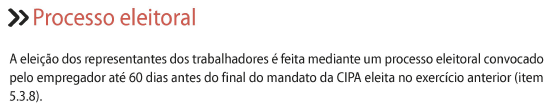 Processo eleitoral
A eleição dos representantes dos trabalhadores é feita mediante um processo eleitoral convocado
pelo empregador até 60 dias antes do final do mandato da CIPA eleita no exercício anterior (item
5.3.8).